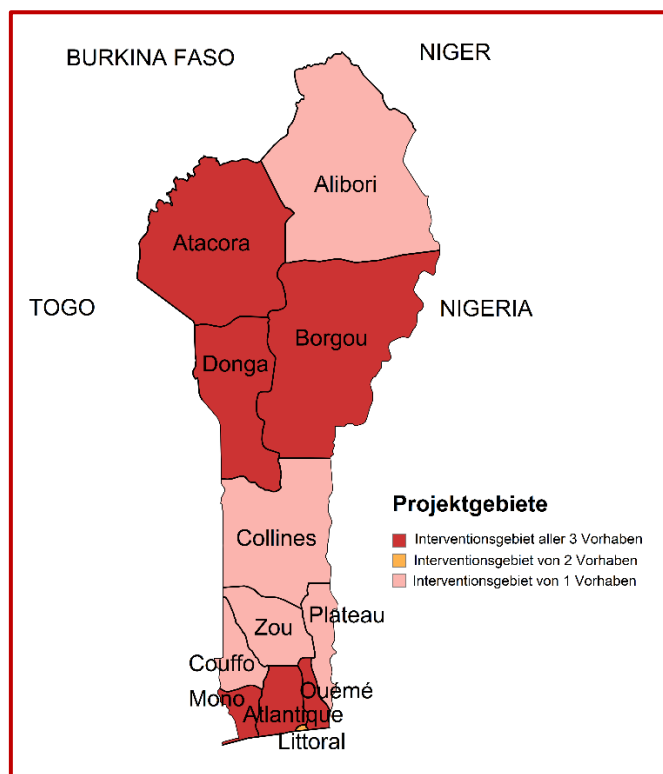 BURKINA FASO
NIGER
Alibori
Atacora
TOGO
NIGERIA
Borgou
Donga
Projektgebiete
Interventionsgebiet aller 3 Vorhaben
Interventionsgebiet von 2 Vorhaben
Interventionsgebiet von 1 Vorhaben
Collines
Plateau
Zou
Couffo
Ouémé
Mono
Atlantique
Littoral